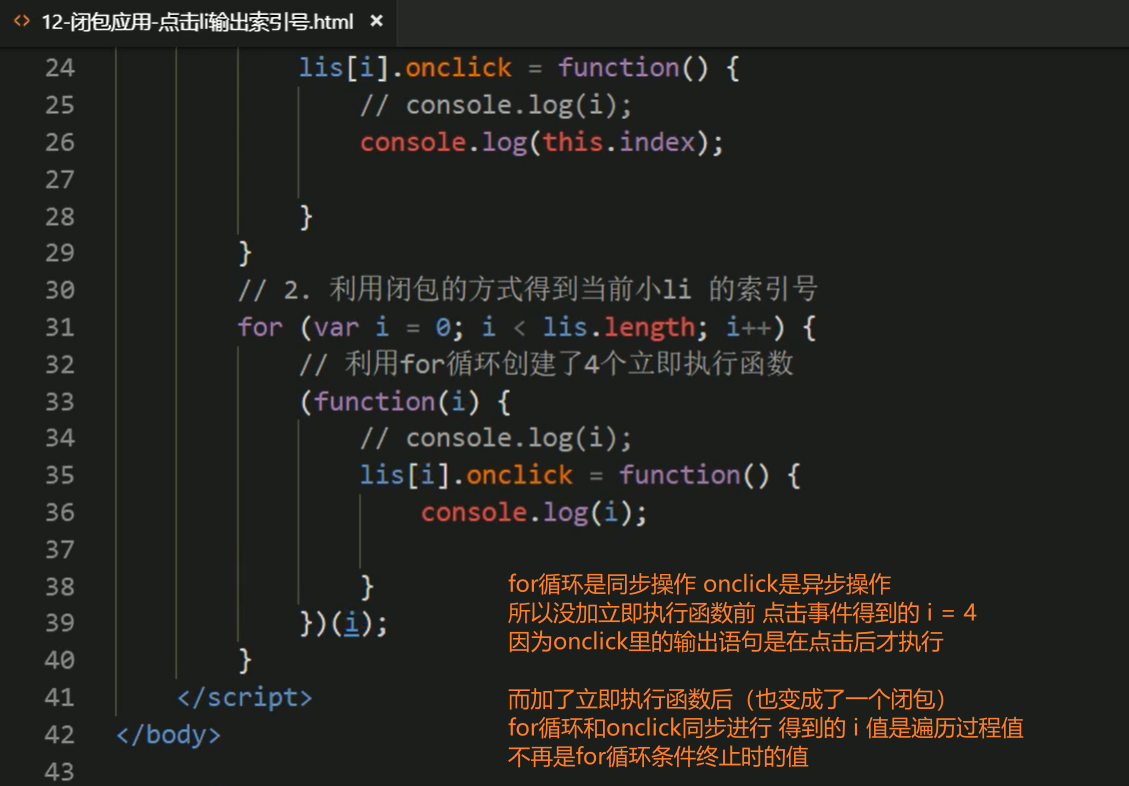 <> 12-闭包应用-点击li输出索引号.html ×
24 lis[i].onclick = function() {
25 // console.log(i);
26 console.log(this.index);
27
28 }
29 }
30 // 2. 利用闭包的方式得到当前小li 的索引号
31 for (var i = 0; i < lis.length; i++) {
32 // 利用for循环创建了4个立即执行函数
33 (function(i) {
34 // console.log(i);
35 lis[i].onclick = function() {
36 console.log(i);
37
38 }
39 })(i);
40 }
41 </script>
42 </body>
43
for循环是同步操作 onclick是异步操作
所以没加立即执行函数前 点击事件得到的 i = 4
因为onclick里的输出语句是在点击后才执行
而加了立即执行函数后（也变成了一个闭包）
for循环和onclick同步进行 得到的 i 值是遍历过程值
不再是for循环条件终止时的值